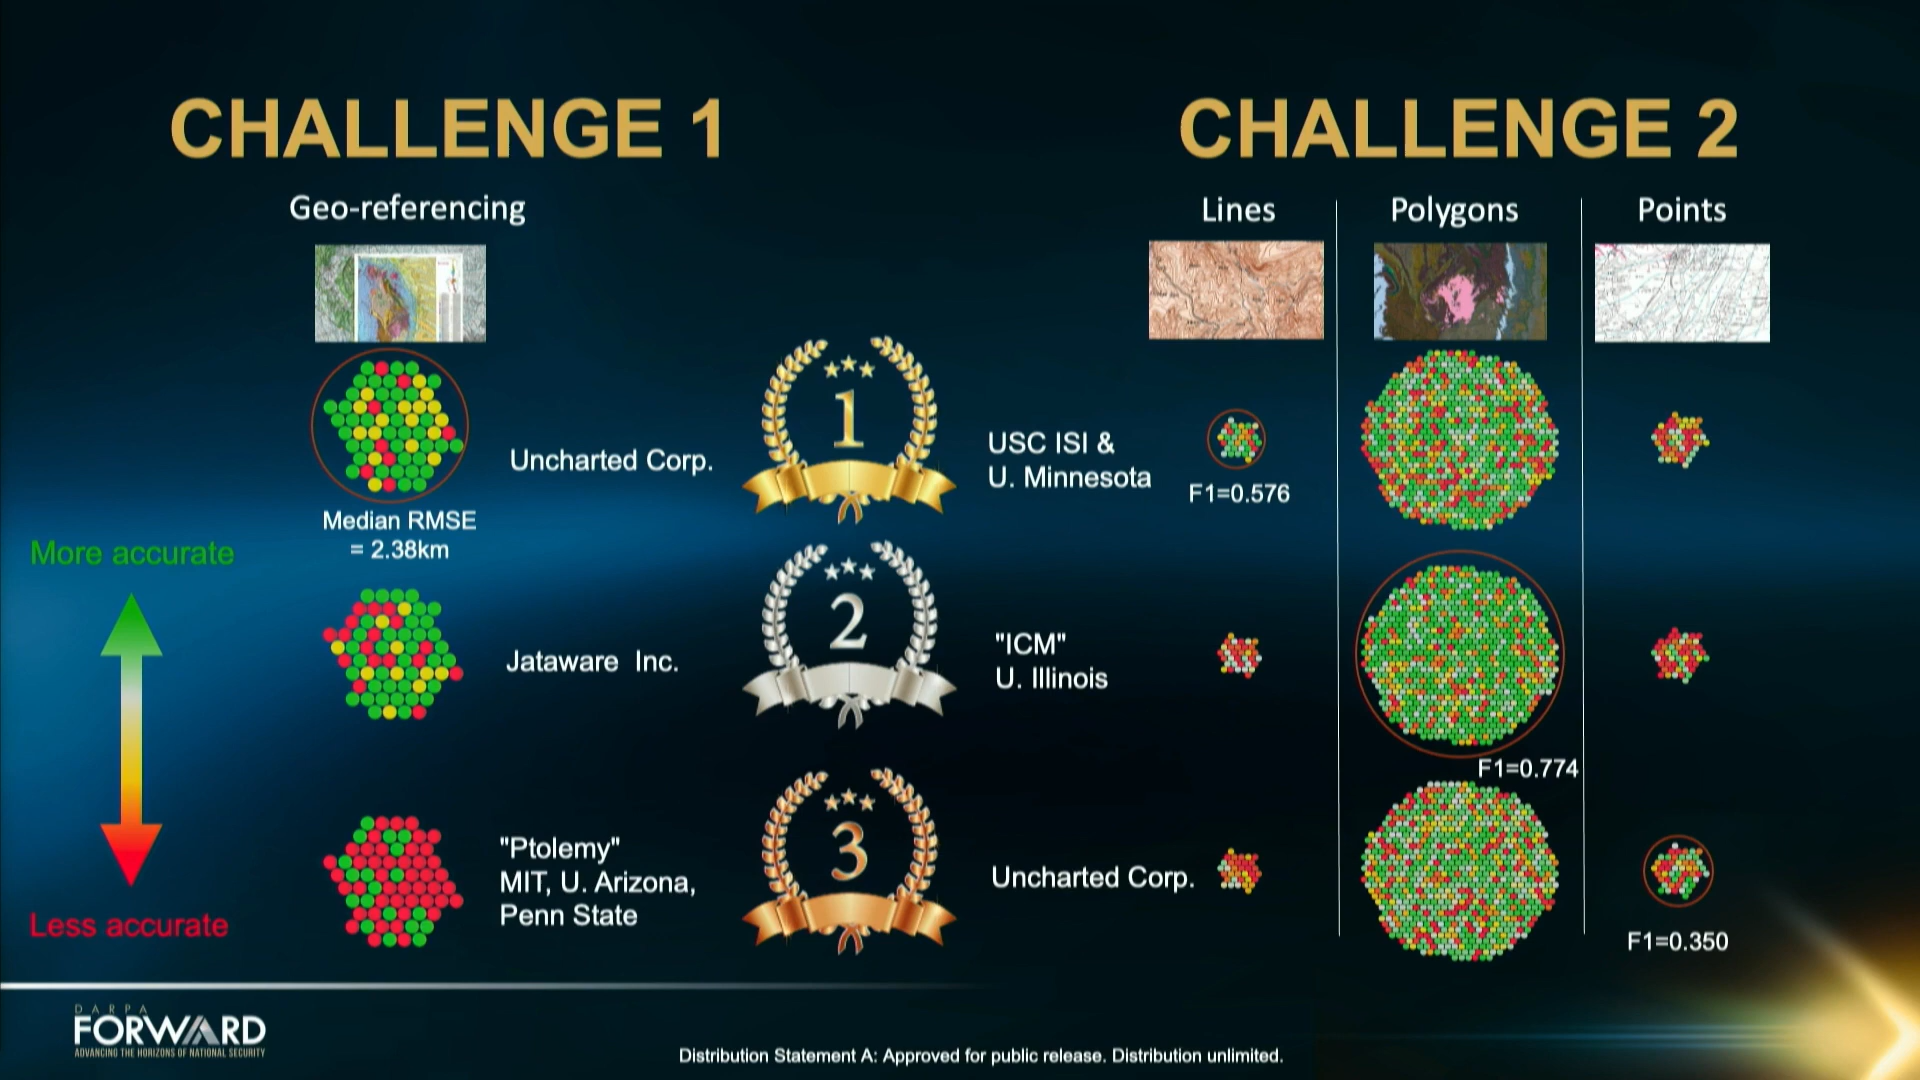 CHALLENGE 1
Geo-referencing
Uncharted Corp.
Median RMSE
= 2.38km
More accurate
Less accurate
Jataware Inc.
"Ptolemy"
MIT, U. Arizona,
Penn State
1
2
3
CHALLENGE 2
Lines
Polygons
Points
USC ISI &
U. Minnesota
F1=0.576
"ICM"
U. Illinois
F1=0.774
Uncharted Corp.
F1=0.350
DARPA
FORWARD
ADVANCING THE HORIZONS OF NATIONAL SECURITY
Distribution Statement A: Approved for public release. Distribution unlimited.